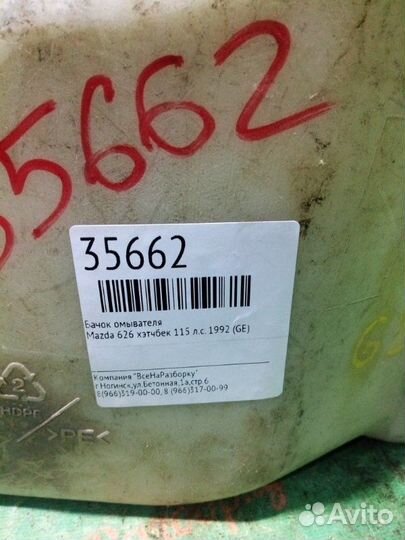 35662
35662
Бачок омывателя
Mazda 626 хэтчбек 115 л.с. 1992 (GE)
Компания "ВсеНаРазборку"
г.Ногинск,ул.Бетонная,1а,стр.6
8(966)319-00-00, 8 (966)317-00-99
2
HDPE
>PE<
Avito